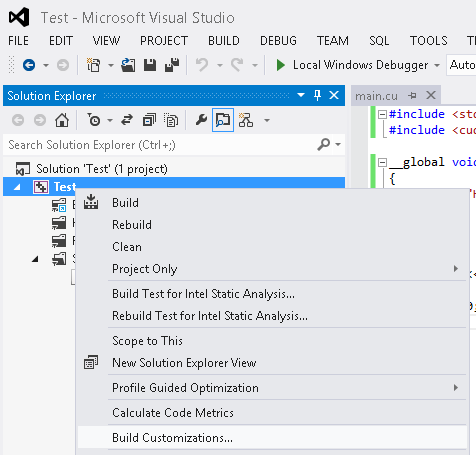 Test - Microsoft Visual Studio
FILE EDIT VIEW PROJECT BUILD DEBUG TEAM SQL TOOLS
Local Windows Debugger Auto
Solution Explorer
main.cu
#include <sto
#include <cud
Search Solution Explorer (Ctrl+;)
Solution 'Test' (1 project)
__global voi
{
Test
Build
Rebuild
Clean
Project Only
Build Test for Intel Static Analysis...
Rebuild Test for Intel Static Analysis...
Scope to This
New Solution Explorer View
Profile Guided Optimization
Calculate Code Metrics
Build Customizations...